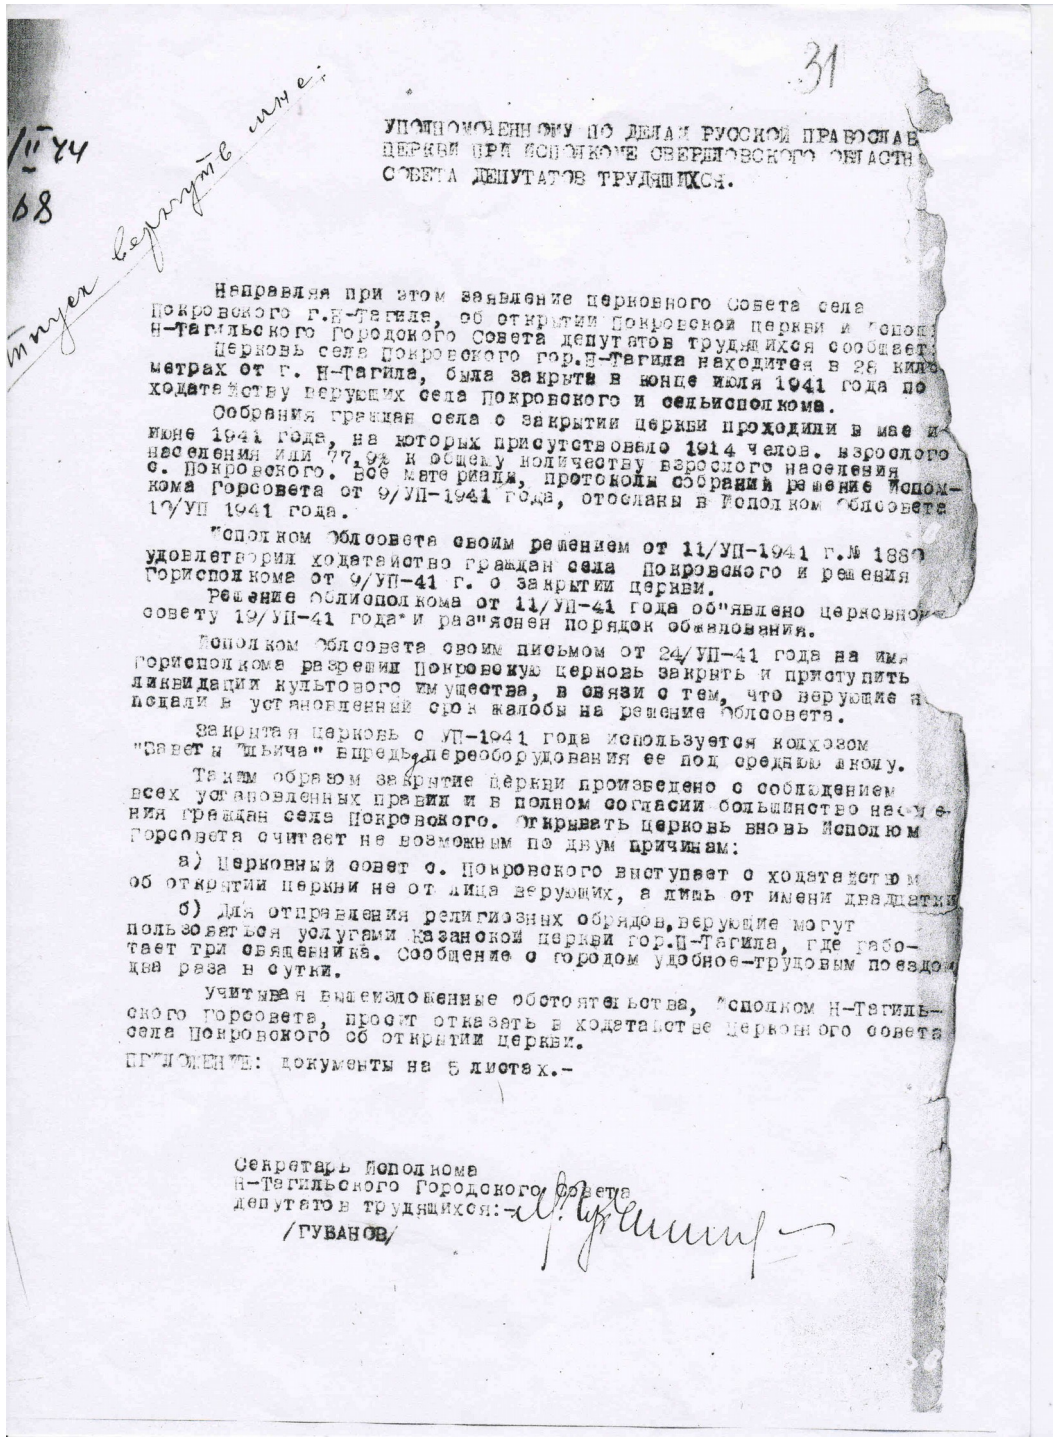 31
/II 44
68
отпуск вернуть мне.
УПОЛНОМОЧЕННОМУ ПО ДЕЛАМ РУССКОЙ ПРАВОСЛАВ
ЦЕРКВИ ПРИ ИСПОЛКОМЕ СВЕРДЛОВСКОГО ОБЛАСТН
СОВЕТА ДЕПУТАТОВ ТРУДЯЩИХСЯ.
Направляя при этом заявление церковного Совета села
Покровского г.Н-Тагила, об открытии Покровской церкви и Испол
Н-Тагильского Городского Совета депутатов трудящихся сообщает:
Церковь села Покровского гор.Н-Тагила находится в 28 кило
метрах от г. Н-Тагила, была закрыта в конце июля 1941 года по
ходатайству верующих села Покровского и сельисполкома.
Собрания граждан села о закрытии церкви проходили в мае и
июне 1941 года, на которых присутствовало 1914 челов. взрослого
населения или 77,9% к общему количеству взрослого населения
с. Покровского. Все материалы, протоколы собраний решение Испол-
кома Горсовета от 9/УП-1941 года, отосланы в Исполком Облсовета
10/УП 1941 года.
Исполком Облсовета своим решением от 11/УП-1941 г.№ 1880
удовлетворил ходатайство граждан села Покровского и решения
Горисполкома от 9/УП-41 г. о закрытии церкви.
Решение Облисполкома от 11/УП-41 года об"явлено церковному
совету 19/УП-41 года и раз"яснен порядок обжалования.
Исполком Облсовета своим письмом от 24/УП-41 года на имя
Горисполкома разрешил Покровскую церковь закрыть и приступить
ликвидации культового имущества, в связи с тем, что верующие н
подали в установленный срок жалобы на решение Облсовета.
Закрытая церковь с УП-1941 года используется колхозом
"Заветы Ильича" впредь до переоборудования ее под среднюю школу.
Таким образом закрытие церкви произведено с соблюдением
всех установленных правил и в полном согласии большинство населе-
ния граждан села Покровского. Открывать церковь вновь Исполком
Горсовета считает не возможным по двум причинам:
а) Церковный совет с. Покровского выступает с ходатайством
об открытии церкви не от лица верующих, а лишь от имени двадцатки
б) Для отправления религиозных обрядов, верующие могут
пользоваться услугами Казанской церкви гор.Н-Тагила, где рабо-
тает три священника. Сообщение с городом удобное-трудовым поездом
два раза в сутки.
Учитывая вышеизложенные обстоятельства, Исполком Н-Тагиль-
ского Горсовета, просит отказать в ходатайстве Церковного совета
села Покровского об открытии церкви.
ПРИЛОЖЕНИЕ: документы на 5 листах.-
Секретарь Исполкома
Н-Тагильского Городского Совета
депутатов трудящихся:-
/ГУБАНОВ/